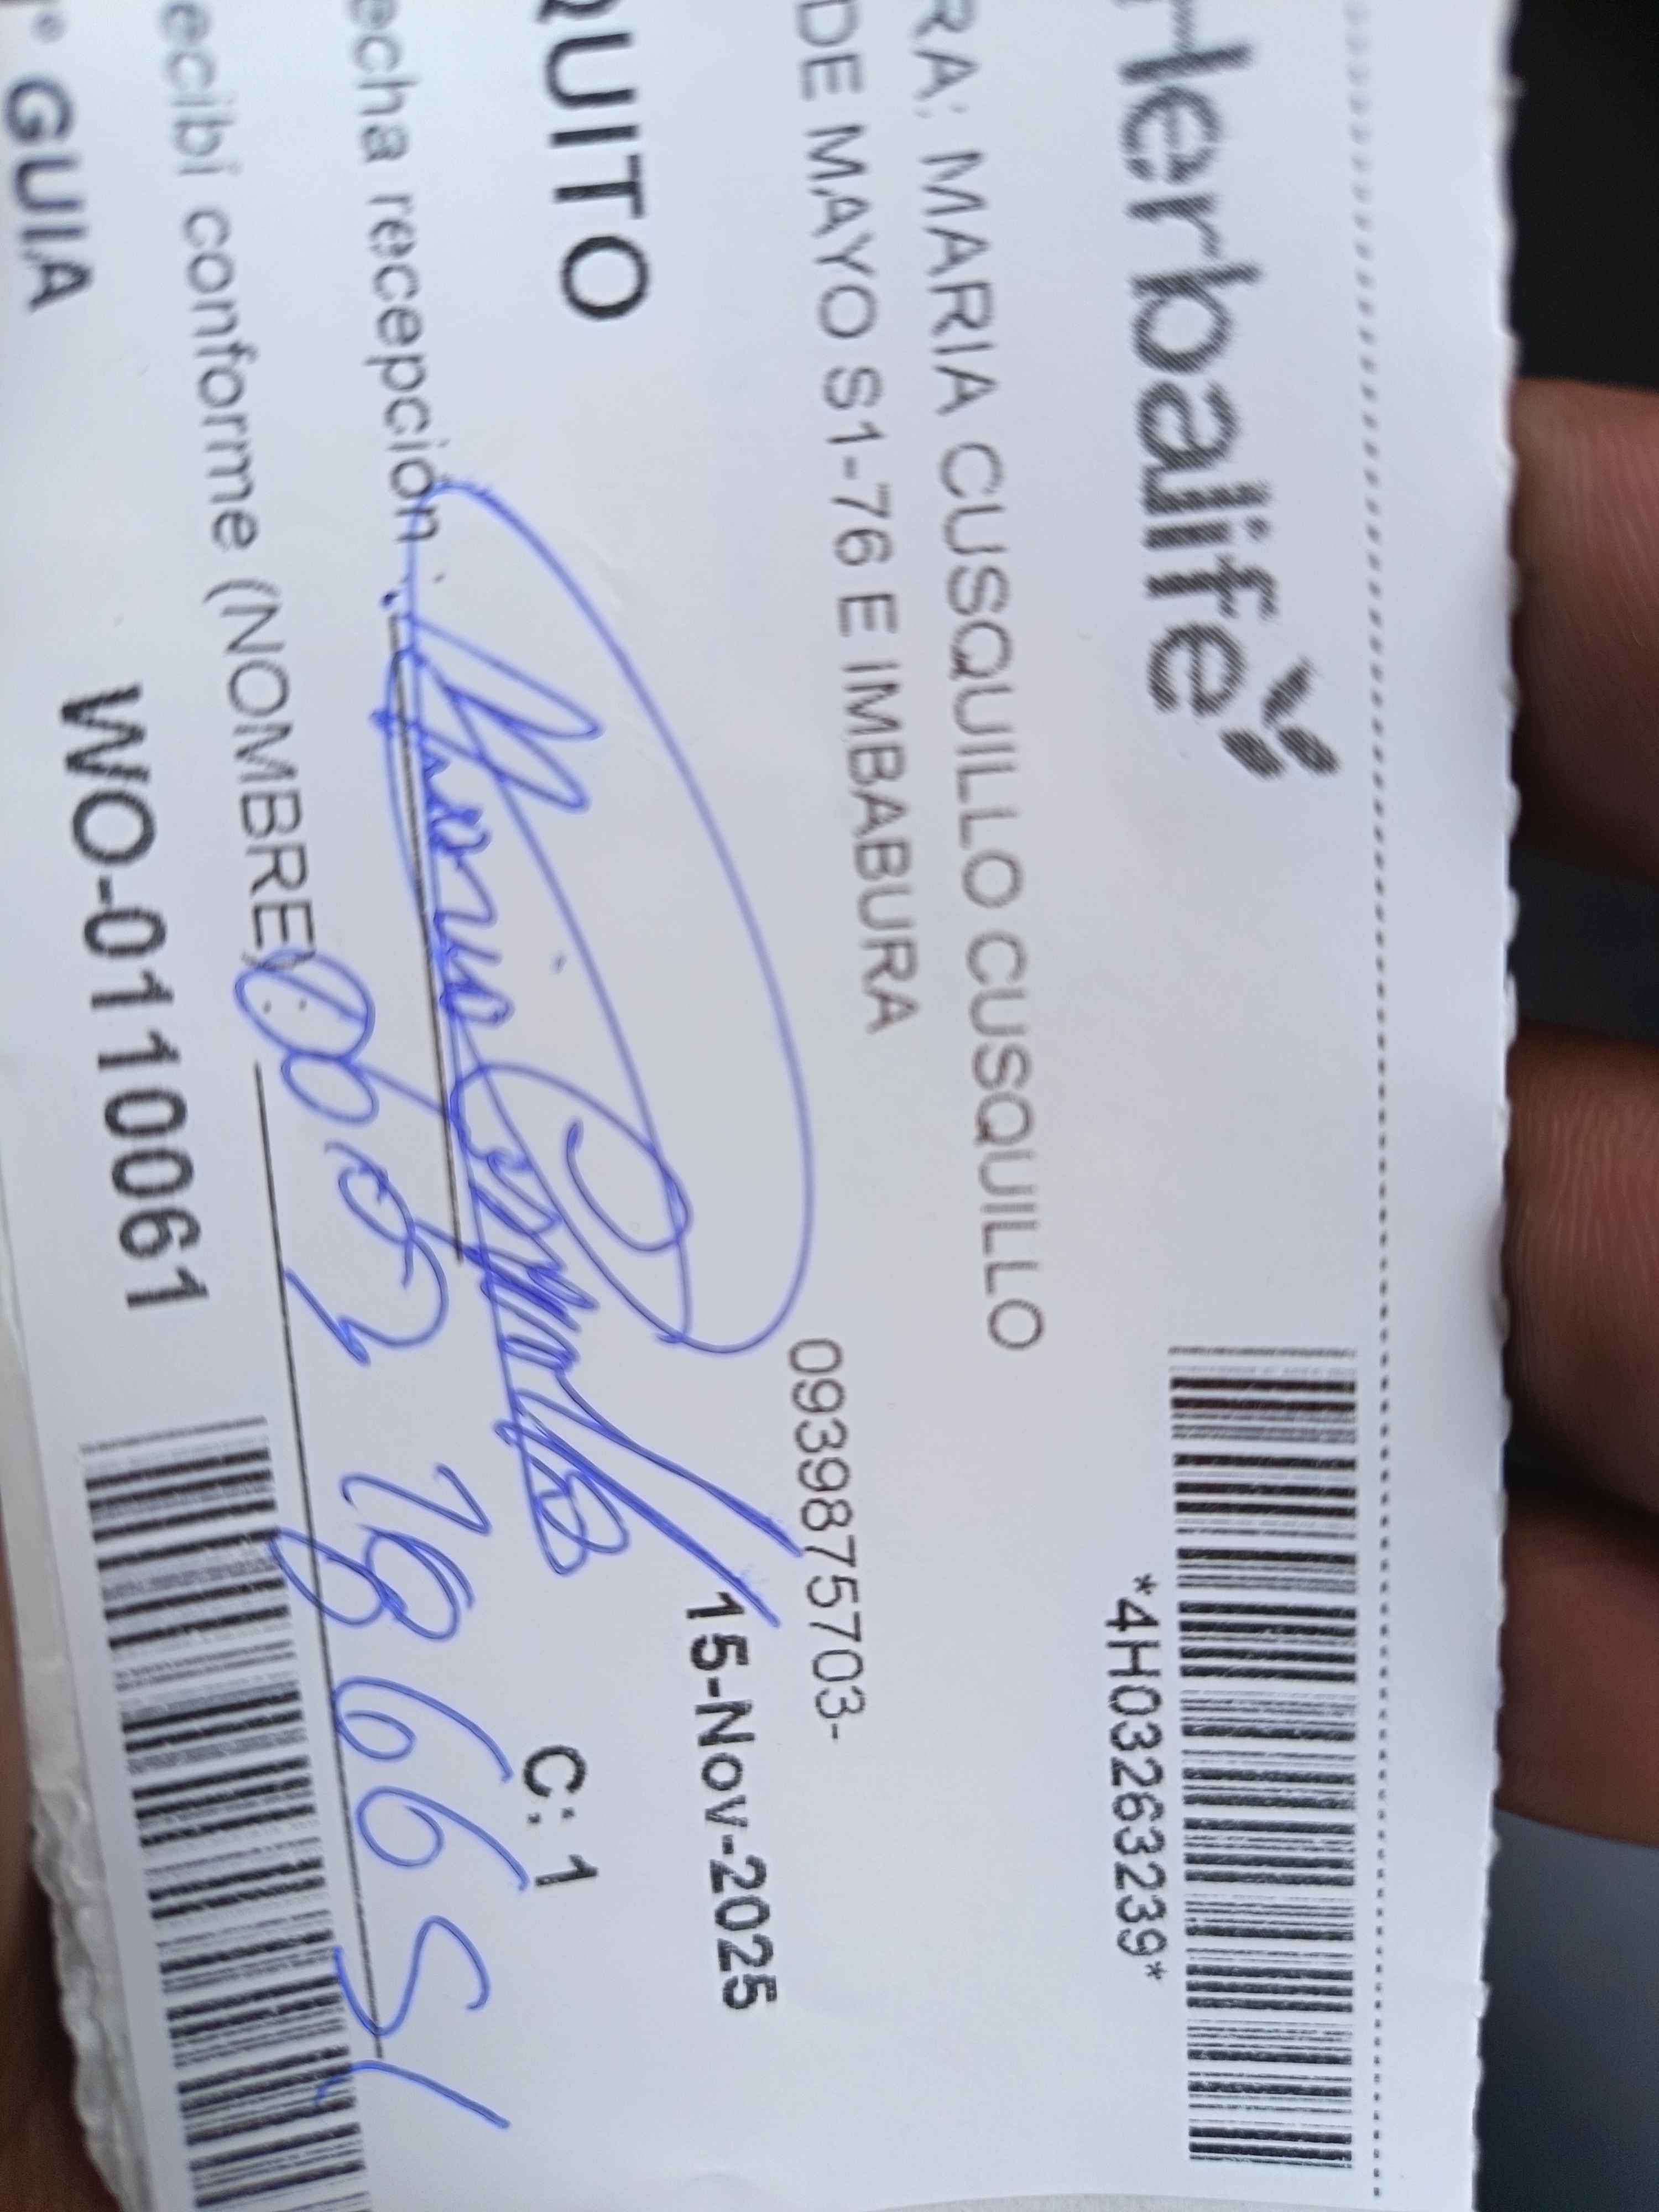 Herbalife
*4H03263239*
RA: MARIA CUSQUILLO CUSQUILLO
DE MAYO S1-76 E IMBABURA
0939875703-
15-Nov-2025
QUITO
C: 1
echa recepción:
ecibí conforme (NOMBRE):
° GUIA
WO-0110061